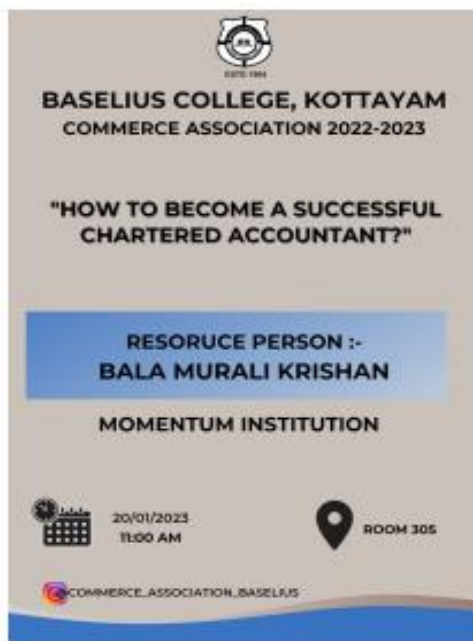 ESTD 1964
BASELIUS COLLEGE, KOTTAYAM
COMMERCE ASSOCIATION 2022-2023
"HOW TO BECOME A SUCCESSFUL
CHARTERED ACCOUNTANT?"
RESORUCE PERSON :-
BALA MURALI KRISHAN
MOMENTUM INSTITUTION
20/01/2023
11:00 AM
ROOM 305
@COMMERCE_ASSOCIATION_BASELIUS